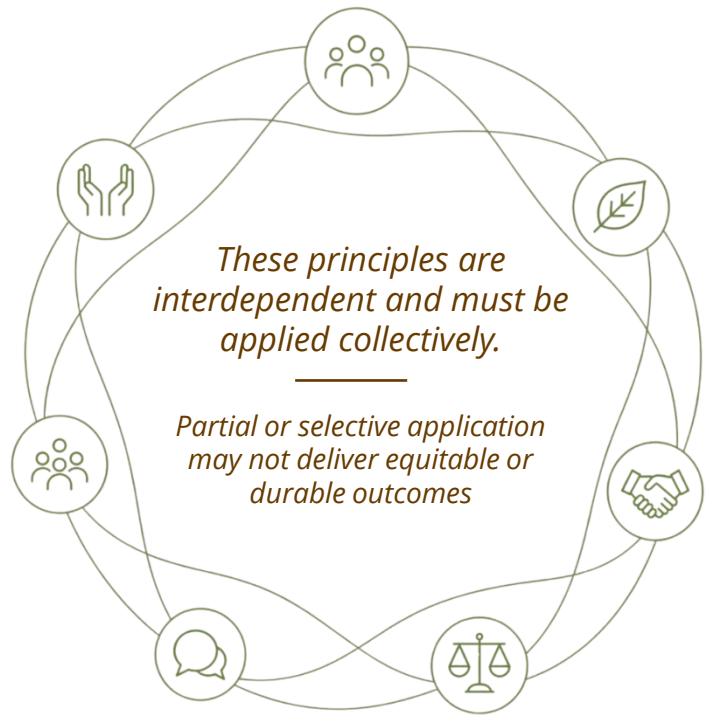 These principles are
interdependent and must be
applied collectively.
Partial or selective application
may not deliver equitable or
durable outcomes